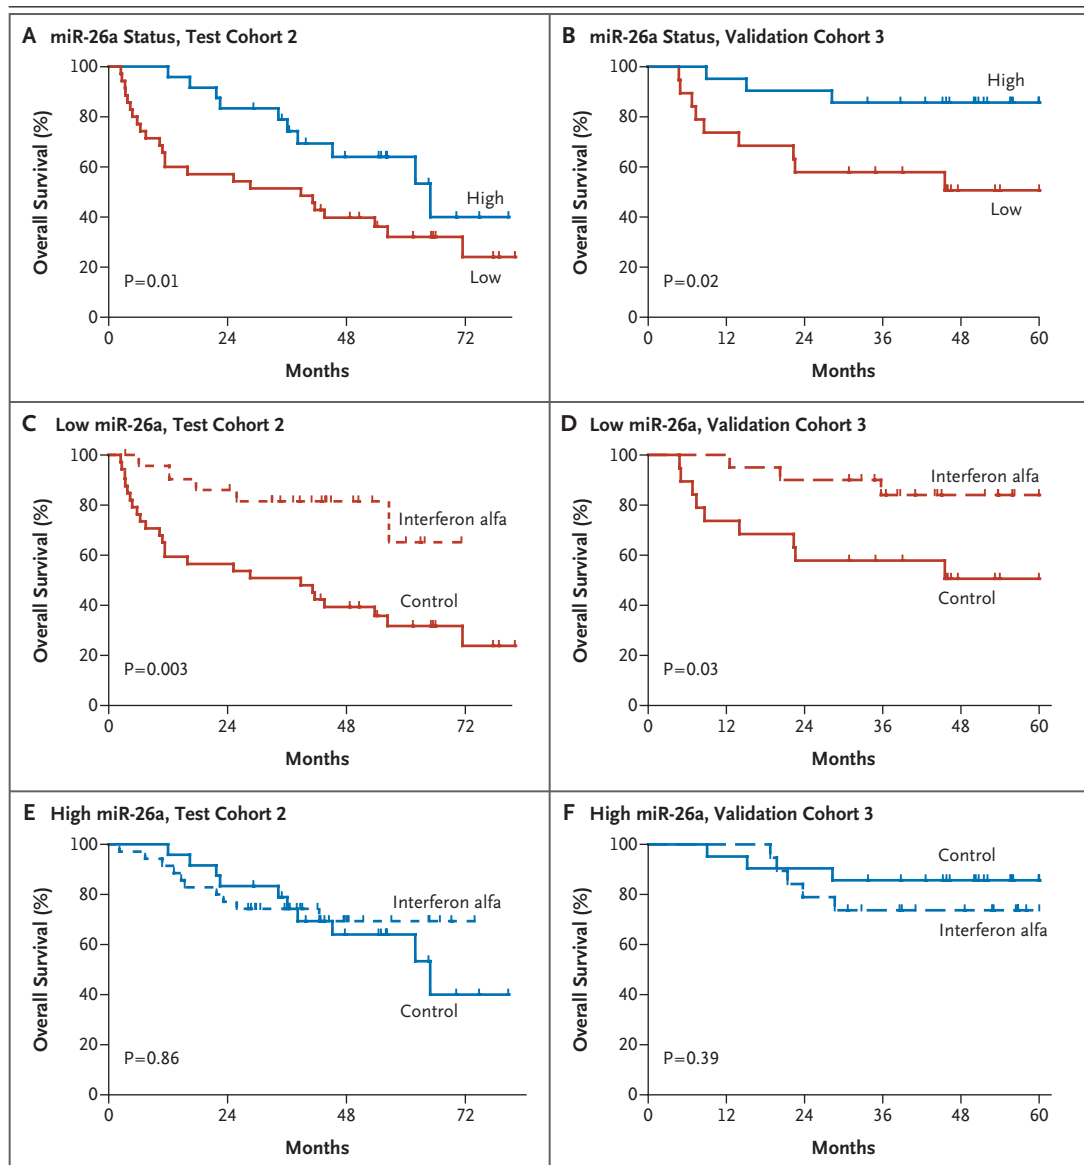 A miR-26a Status, Test Cohort 2
Overall Survival (%)
100
80
60
40
20
0
High
Low
P=0.01
0 24 48 72
Months
B miR-26a Status, Validation Cohort 3
Overall Survival (%)
100
80
60
40
20
0
High
Low
P=0.02
0 12 24 36 48 60
Months
C Low miR-26a, Test Cohort 2
Overall Survival (%)
100
80
60
40
20
0
Interferon alfa
Control
P=0.003
0 24 48 72
Months
D Low miR-26a, Validation Cohort 3
Overall Survival (%)
100
80
60
40
20
0
Interferon alfa
Control
P=0.03
0 12 24 36 48 60
Months
E High miR-26a, Test Cohort 2
Overall Survival (%)
100
80
60
40
20
0
Interferon alfa
Control
P=0.86
0 24 48 72
Months
F High miR-26a, Validation Cohort 3
Overall Survival (%)
100
80
60
40
20
0
Control
Interferon alfa
P=0.39
0 12 24 36 48 60
Months